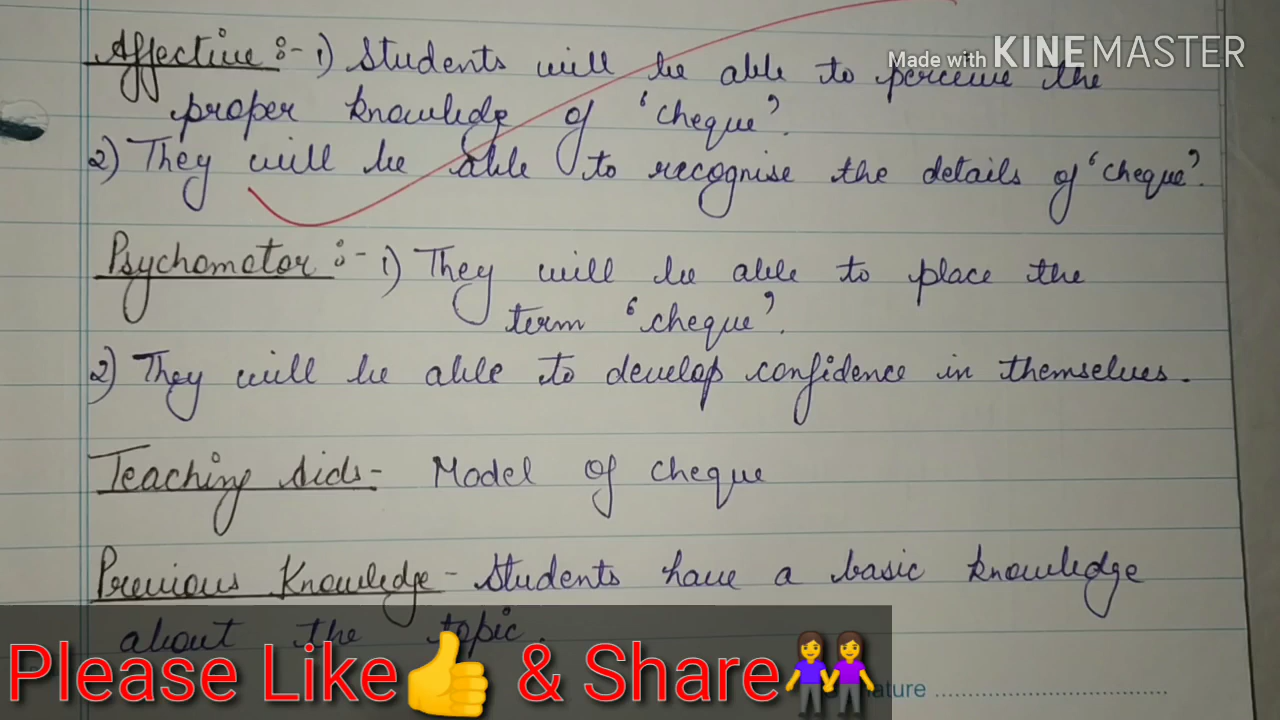 Affective :- 1) Students will be able to perceive the
proper knowledge of 'cheque'.
2) They will be able to recognise the details of 'cheque'.
Psychomotor :- 1) They will be able to place the
term 'cheque'.
2) They will be able to develop confidence in themselves.
Teaching Aids - Model of cheque
Previous Knowledge - Students have a basic knowledge
about the topic.
Made with KINEMASTER
Please Like👍 & Share👭
ature ..................................